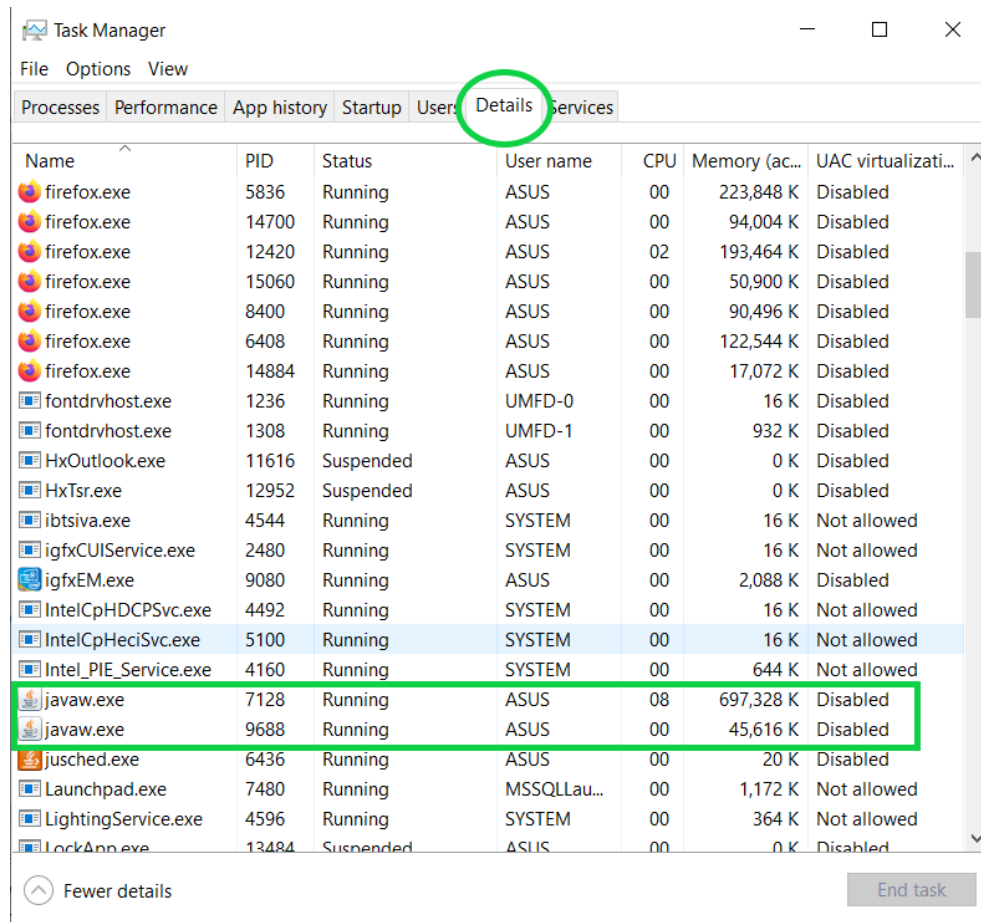 Task Manager
File Options View
Processes Performance App history Startup Users Details Services
Name PID Status User name CPU Memory (ac... UAC virtualizati...
firefox.exe 5836 Running ASUS 00 223,848 K Disabled
firefox.exe 14700 Running ASUS 00 94,004 K Disabled
firefox.exe 12420 Running ASUS 02 193,464 K Disabled
firefox.exe 15060 Running ASUS 00 50,900 K Disabled
firefox.exe 8400 Running ASUS 00 90,496 K Disabled
firefox.exe 6408 Running ASUS 00 122,544 K Disabled
firefox.exe 14884 Running ASUS 00 17,072 K Disabled
fontdrvhost.exe 1236 Running UMFD-0 00 16 K Disabled
fontdrvhost.exe 1308 Running UMFD-1 00 932 K Disabled
HxOutlook.exe 11616 Suspended ASUS 00 0 K Disabled
HxTsr.exe 12952 Suspended ASUS 00 0 K Disabled
ibtsiva.exe 4544 Running SYSTEM 00 16 K Not allowed
igfxCUIService.exe 2480 Running SYSTEM 00 16 K Not allowed
igfxEM.exe 9080 Running ASUS 00 2,088 K Disabled
IntelCpHDCPSvc.exe 4492 Running SYSTEM 00 16 K Not allowed
IntelCpHeciSvc.exe 5100 Running SYSTEM 00 16 K Not allowed
Intel_PIE_Service.exe 4160 Running SYSTEM 00 644 K Not allowed
javaw.exe 7128 Running ASUS 08 697,328 K Disabled
javaw.exe 9688 Running ASUS 00 45,616 K Disabled
jusched.exe 6436 Running ASUS 00 20 K Disabled
Launchpad.exe 7480 Running MSSQLLau... 00 1,172 K Not allowed
LightingService.exe 4596 Running SYSTEM 00 364 K Not allowed
LockApp.exe 13484 Suspended ASUS 00 0 K Disabled
Fewer details End task